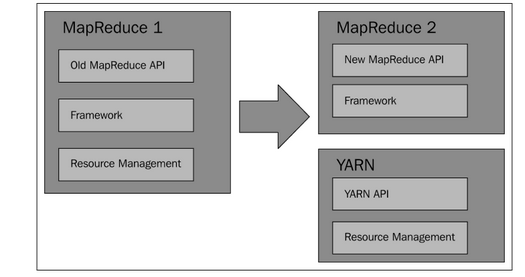 MapReduce 1
Old MapReduce API
Framework
Resource Management
MapReduce 2
New MapReduce API
Framework
YARN
YARN API
Resource Management